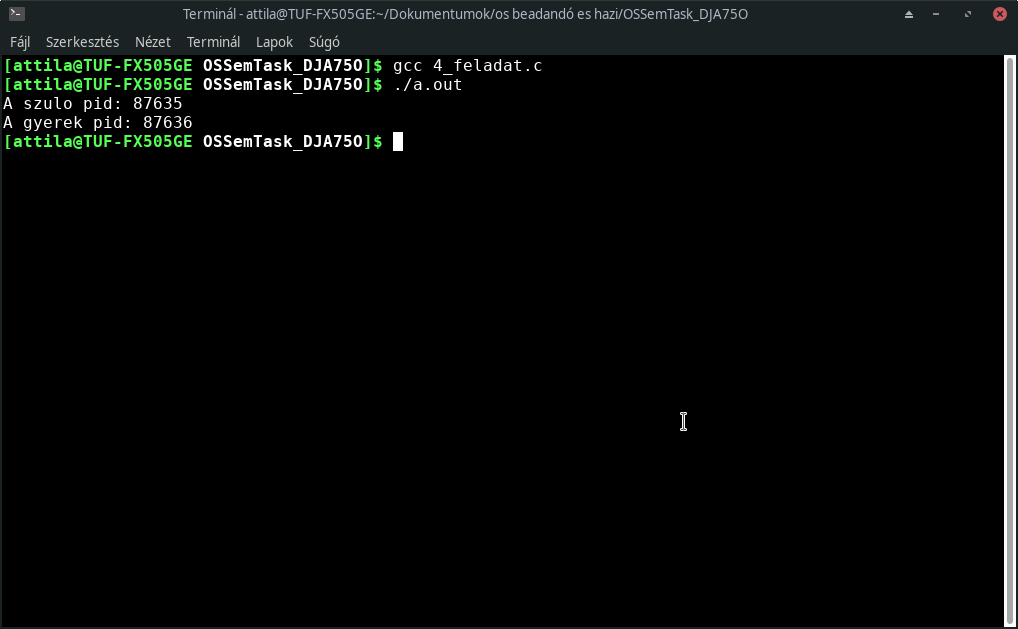 Terminál - attila@TUF-FX505GE:~/Dokumentumok/os beadandó es hazi/OSSemTask_DJA75O
Fájl Szerkesztés Nézet Terminál Lapok Súgó
[attila@TUF-FX505GE OSSemTask_DJA75O]$ gcc 4_feladat.c
[attila@TUF-FX505GE OSSemTask_DJA75O]$ ./a.out
A szulo pid: 87635
A gyerek pid: 87636
[attila@TUF-FX505GE OSSemTask_DJA75O]$